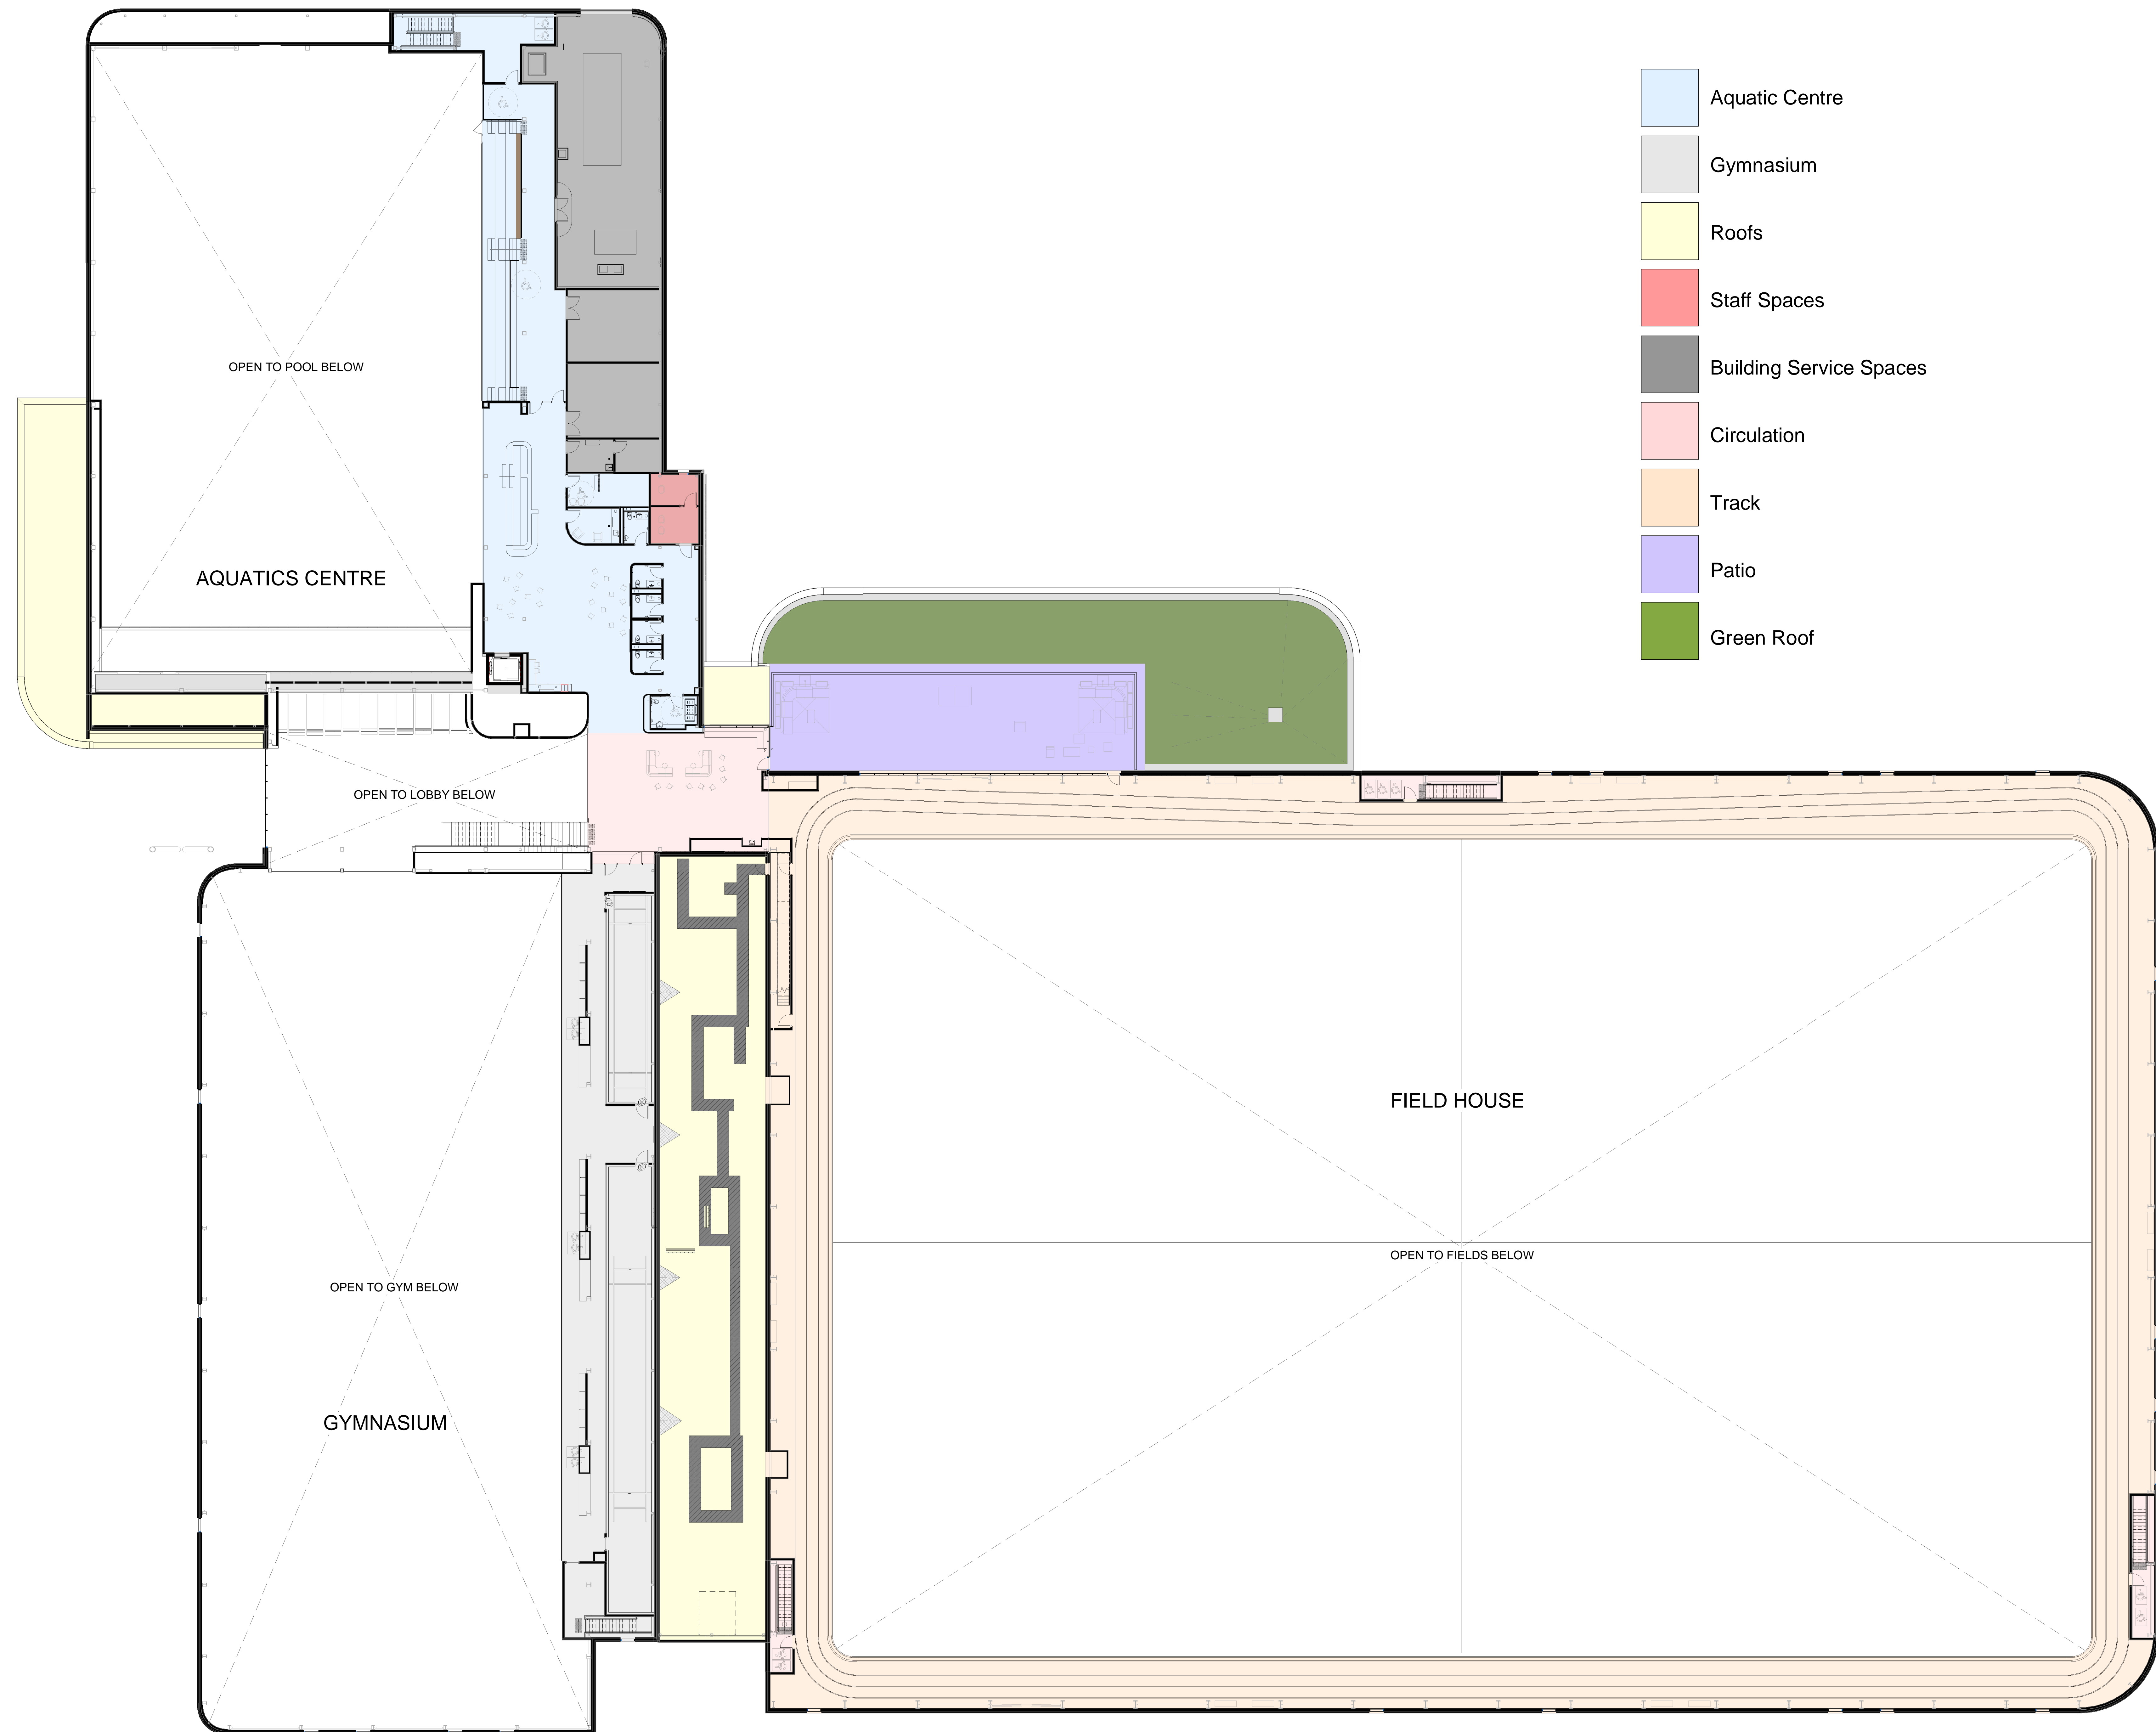 Aquatic Centre
Gymnasium
Roofs
Staff Spaces
Building Service Spaces
Circulation
Track
Patio
Green Roof
OPEN TO POOL BELOW
AQUATICS CENTRE
OPEN TO LOBBY BELOW
FIELD HOUSE
OPEN TO FIELDS BELOW
OPEN TO GYM BELOW
GYMNASIUM